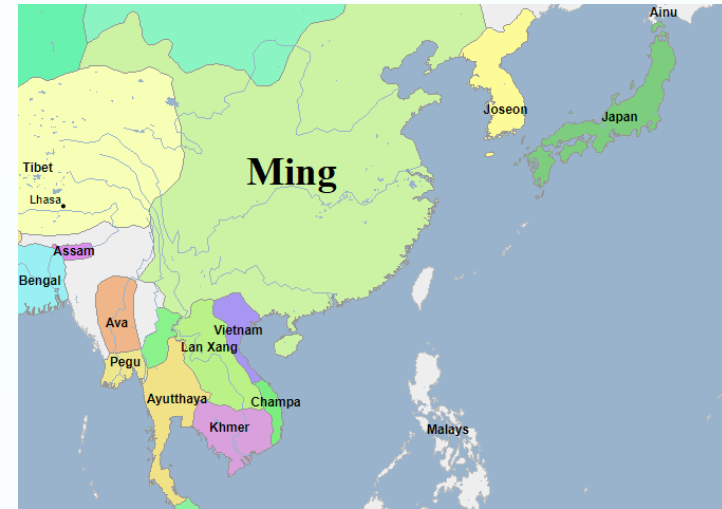 Ainu
Joseon
Japan
Ming
Tibet
Lhasa
Assam
Bengal
Ava
Vietnam
Lan Xang
Pegu
Ayutthaya
Champa
Khmer
Malays